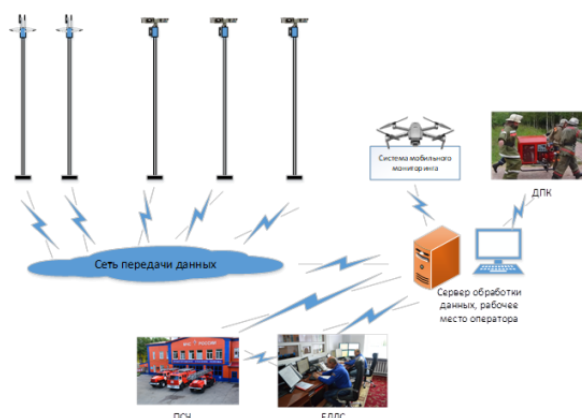 Система мобильного
мониторинга
ДПК
Сеть передачи данных
Сервер обработки
данных, рабочее
место оператора
ПСЧ
ЕДДС